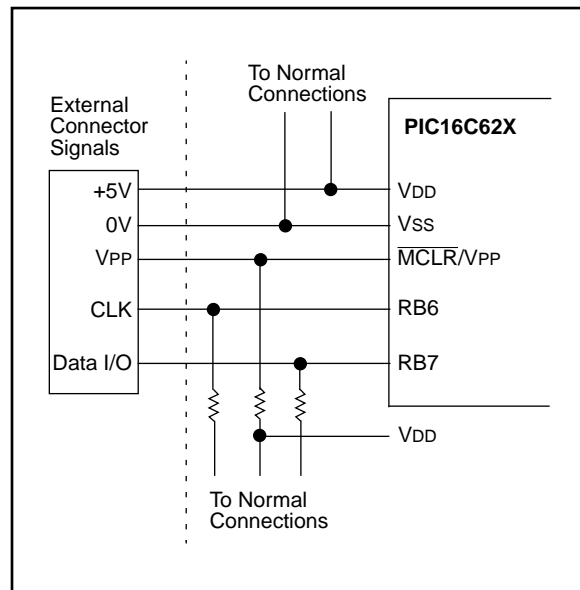 To Normal
Connections
External
Connector
Signals
PIC16C62X
+5V
VDD
0V
VSS
VPP
MCLR/VPP
CLK
RB6
Data I/O
RB7
VDD
To Normal
Connections